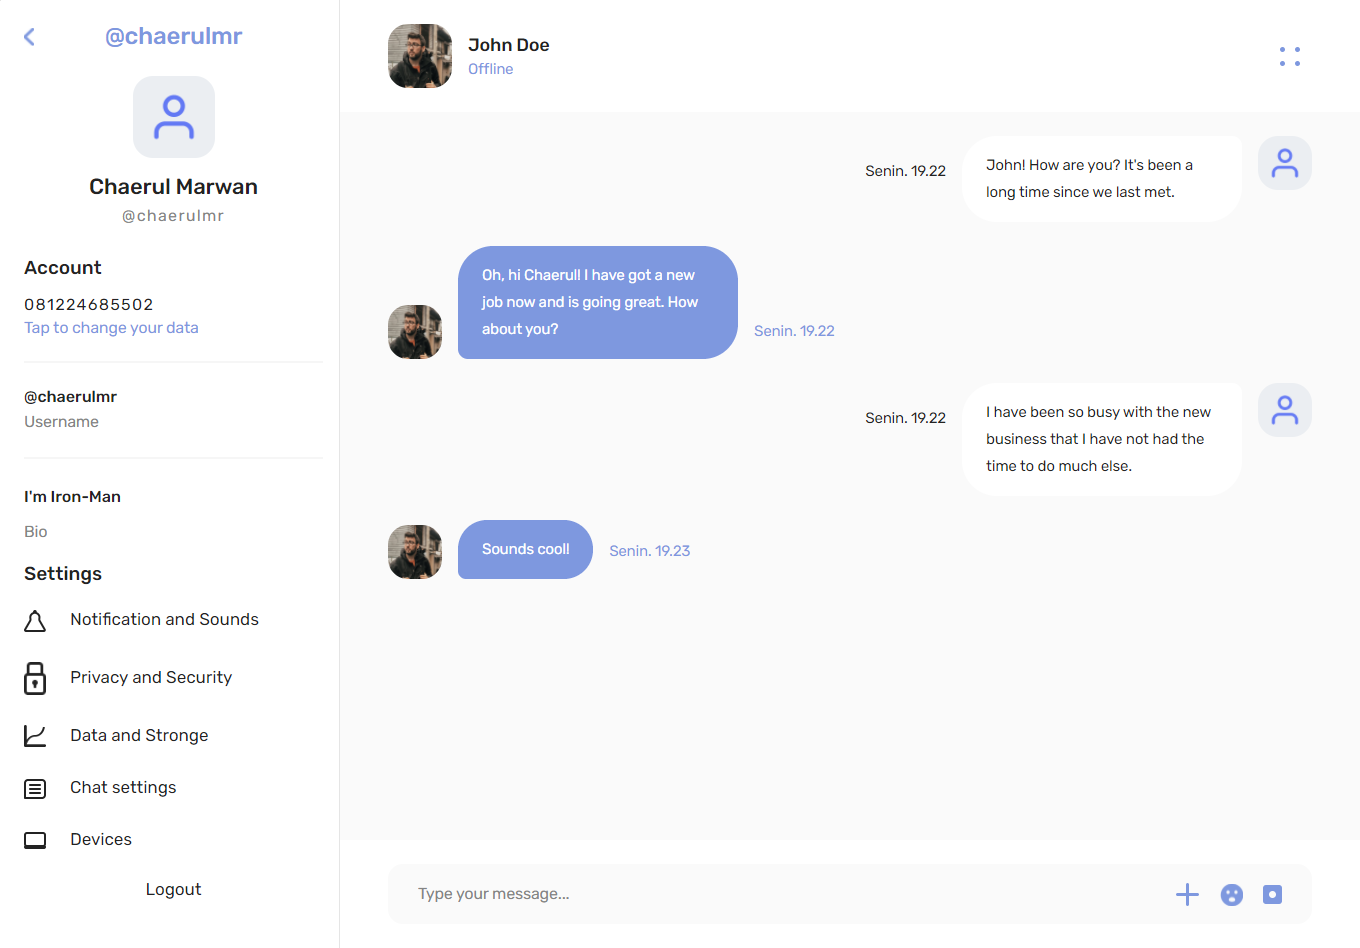 @chaerulmr
Chaerul Marwan
@chaerulmr
Account
081224685502
Tap to change your data
@chaerulmr
Username
I'm Iron-Man
Bio
Settings
Notification and Sounds
Privacy and Security
Data and Stronge
Chat settings
Devices
Logout
John Doe
Offline
Senin. 19.22
John! How are you? It's been a
long time since we last met.
Oh, hi Chaerul! I have got a new
job now and is going great. How
about you?
Senin. 19.22
Senin. 19.22
I have been so busy with the new
business that I have not had the
time to do much else.
Sounds cool!
Senin. 19.23
Type your message...